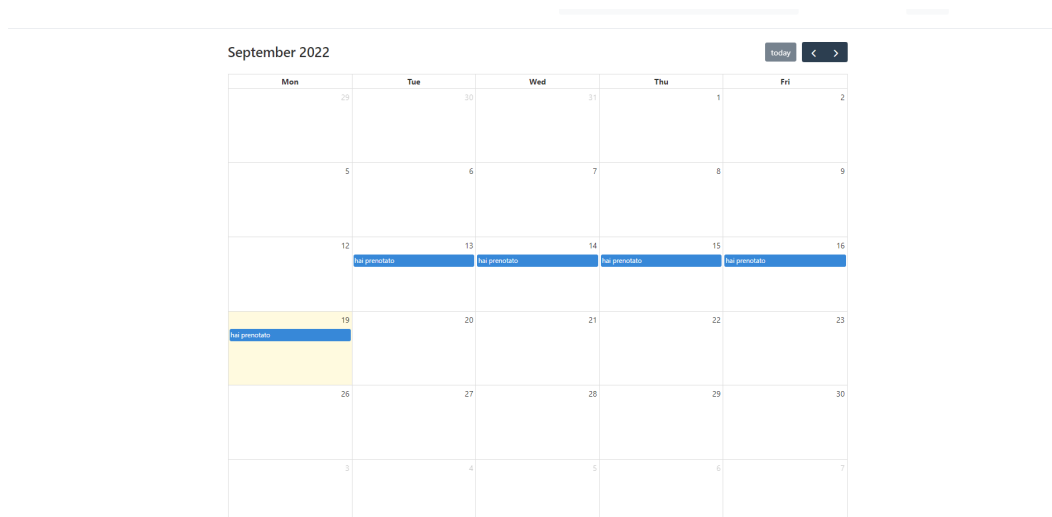 September 2022
today
Mon Tue Wed Thu Fri
29 30 31 1 2
5 6 7 8 9
12 13 14 15 16
hai prenotato hai prenotato hai prenotato hai prenotato
19 20 21 22 23
hai prenotato
26 27 28 29 30
3 4 5 6 7